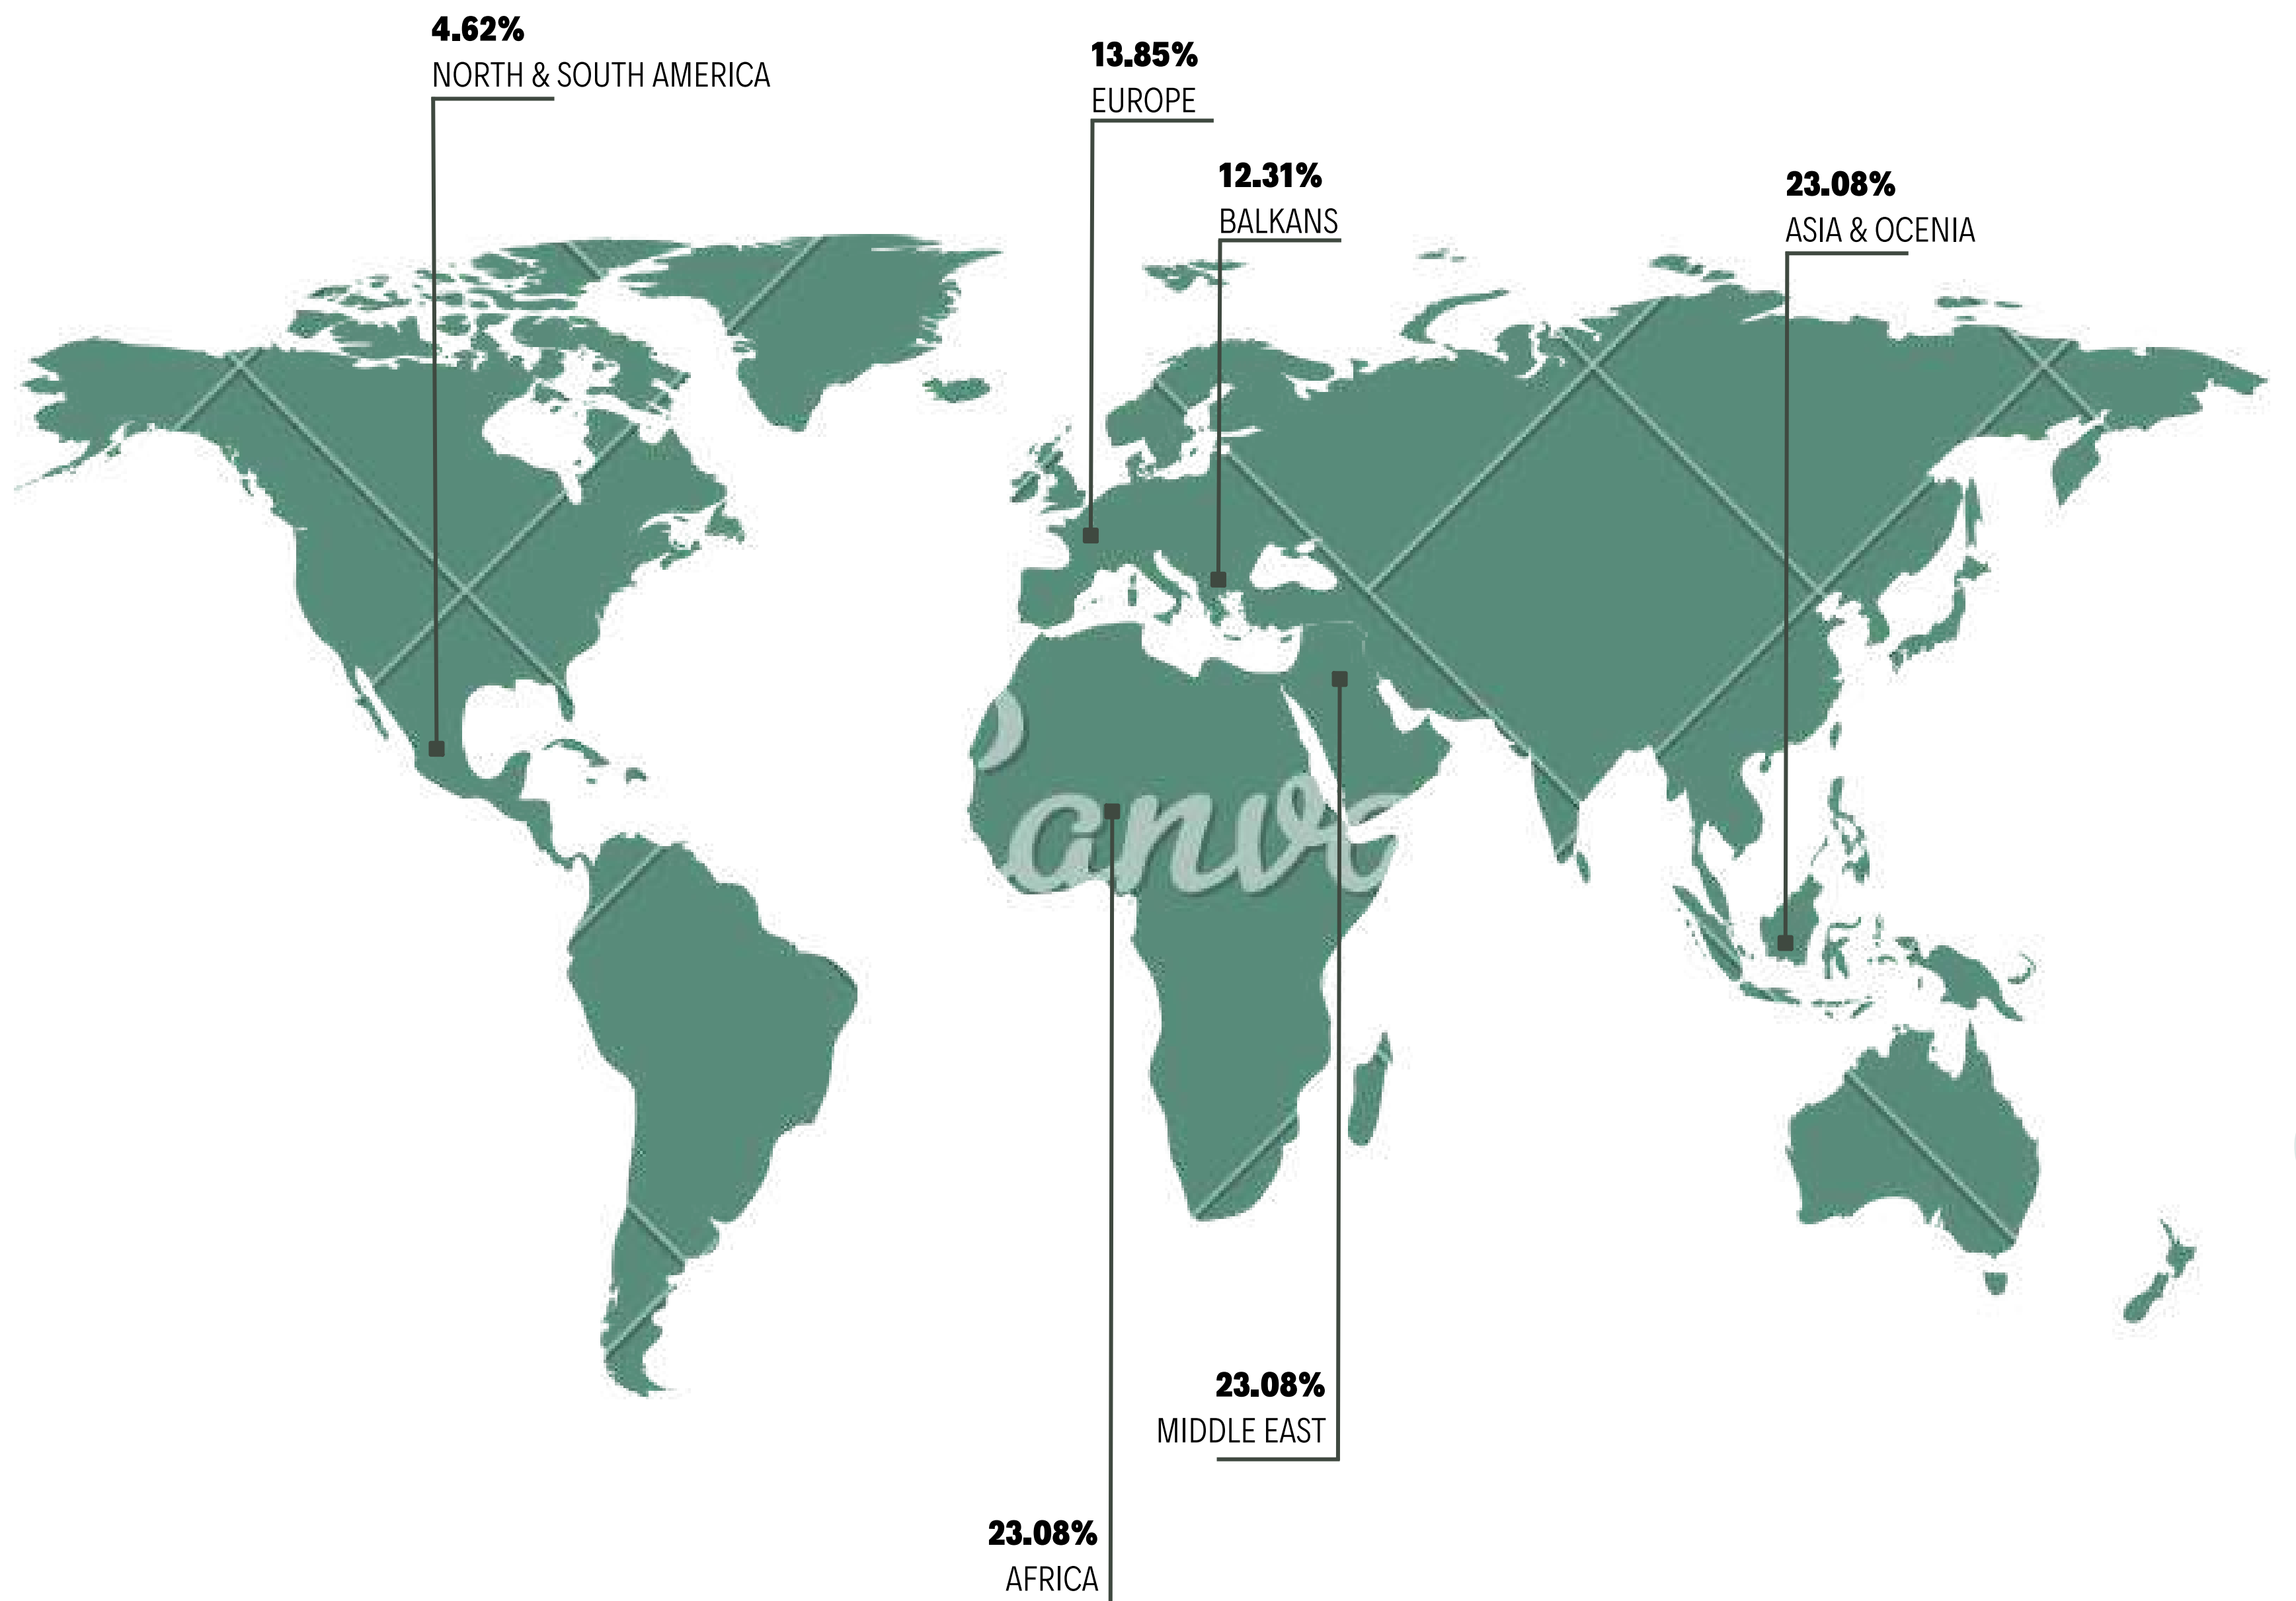 4.62%
NORTH & SOUTH AMERICA
13.85%
EUROPE
12.31%
BALKANS
23.08%
ASIA & OCENIA
anva
23.08%
MIDDLE EAST
23.08%
AFRICA